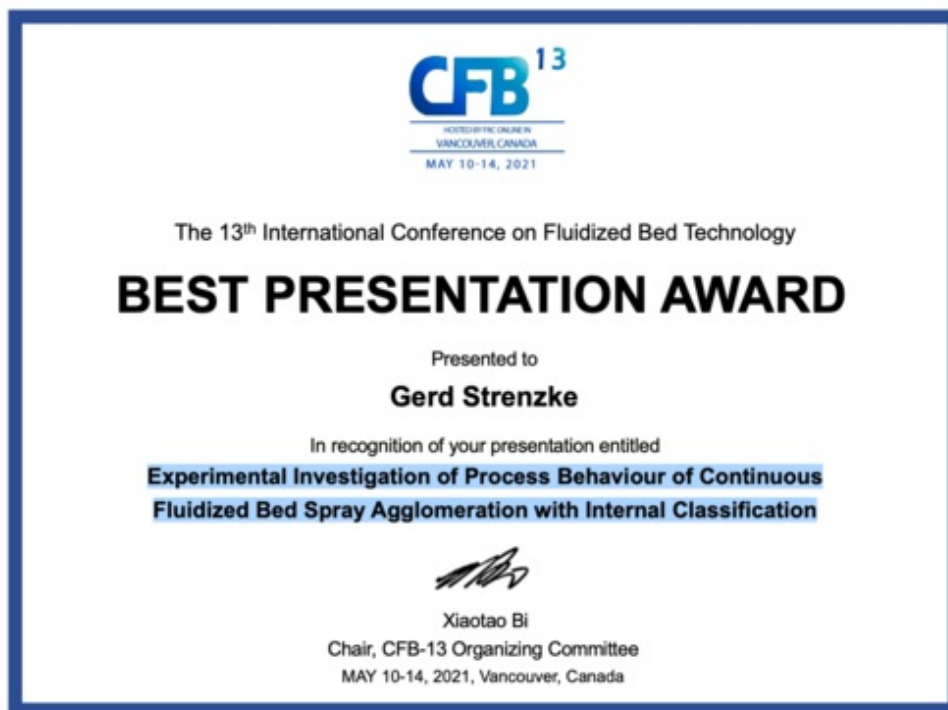 CFB 13
HOSTED BY FRC ONLINE IN
VANCOUVER, CANADA
MAY 10-14, 2021
The 13th International Conference on Fluidized Bed Technology
BEST PRESENTATION AWARD
Presented to
Gerd Strenzke
In recognition of your presentation entitled
Experimental Investigation of Process Behaviour of Continuous
Fluidized Bed Spray Agglomeration with Internal Classification
Xiaotao Bi
Chair, CFB-13 Organizing Committee
MAY 10-14, 2021, Vancouver, Canada